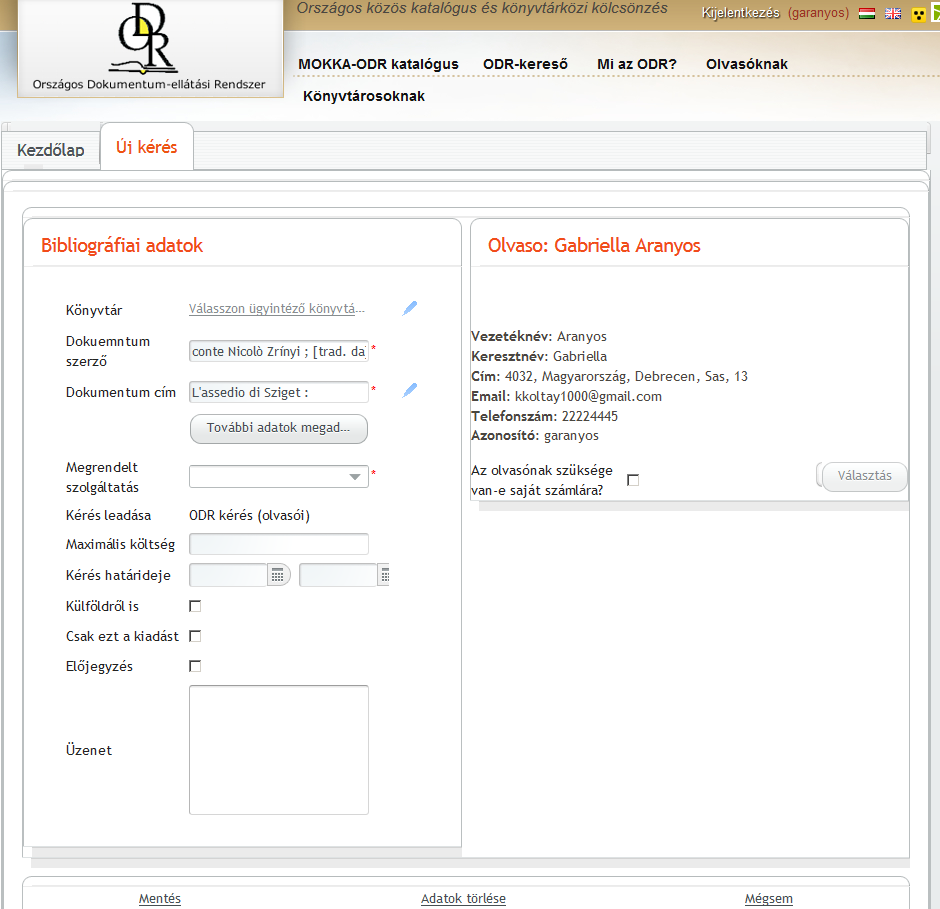 Országos közös katalógus és könyvtárközi kölcsönzés
Kijelentkezés (garanyos)
ODR
Országos Dokumentum-ellátási Rendszer
MOKKA-ODR katalógus ODR-kereső Mi az ODR? Olvasóknak
Könyvtárosoknak
Kezdőlap Új kérés
Bibliográfiai adatok
Könyvtár Válasszon ügyintéző könyvtá...
Dokuemntum
szerző conte Nicolò Zrínyi ; [trad. da *
Dokumentum cím L'assedio di Sziget : *
További adatok megad...
Megrendelt
szolgáltatás *
Kérés leadása ODR kérés (olvasói)
Maximális költség
Kérés határideje
Külföldről is
Csak ezt a kiadást
Előjegyzés
Üzenet
Olvaso: Gabriella Aranyos
Vezetéknév: Aranyos
Keresztnév: Gabriella
Cím: 4032, Magyarország, Debrecen, Sas, 13
Email: kkoltay1000@gmail.com
Telefonszám: 22224445
Azonosító: garanyos
Az olvasónak szüksége
van-e saját számlára? Választás
Mentés Adatok törlése Mégsem